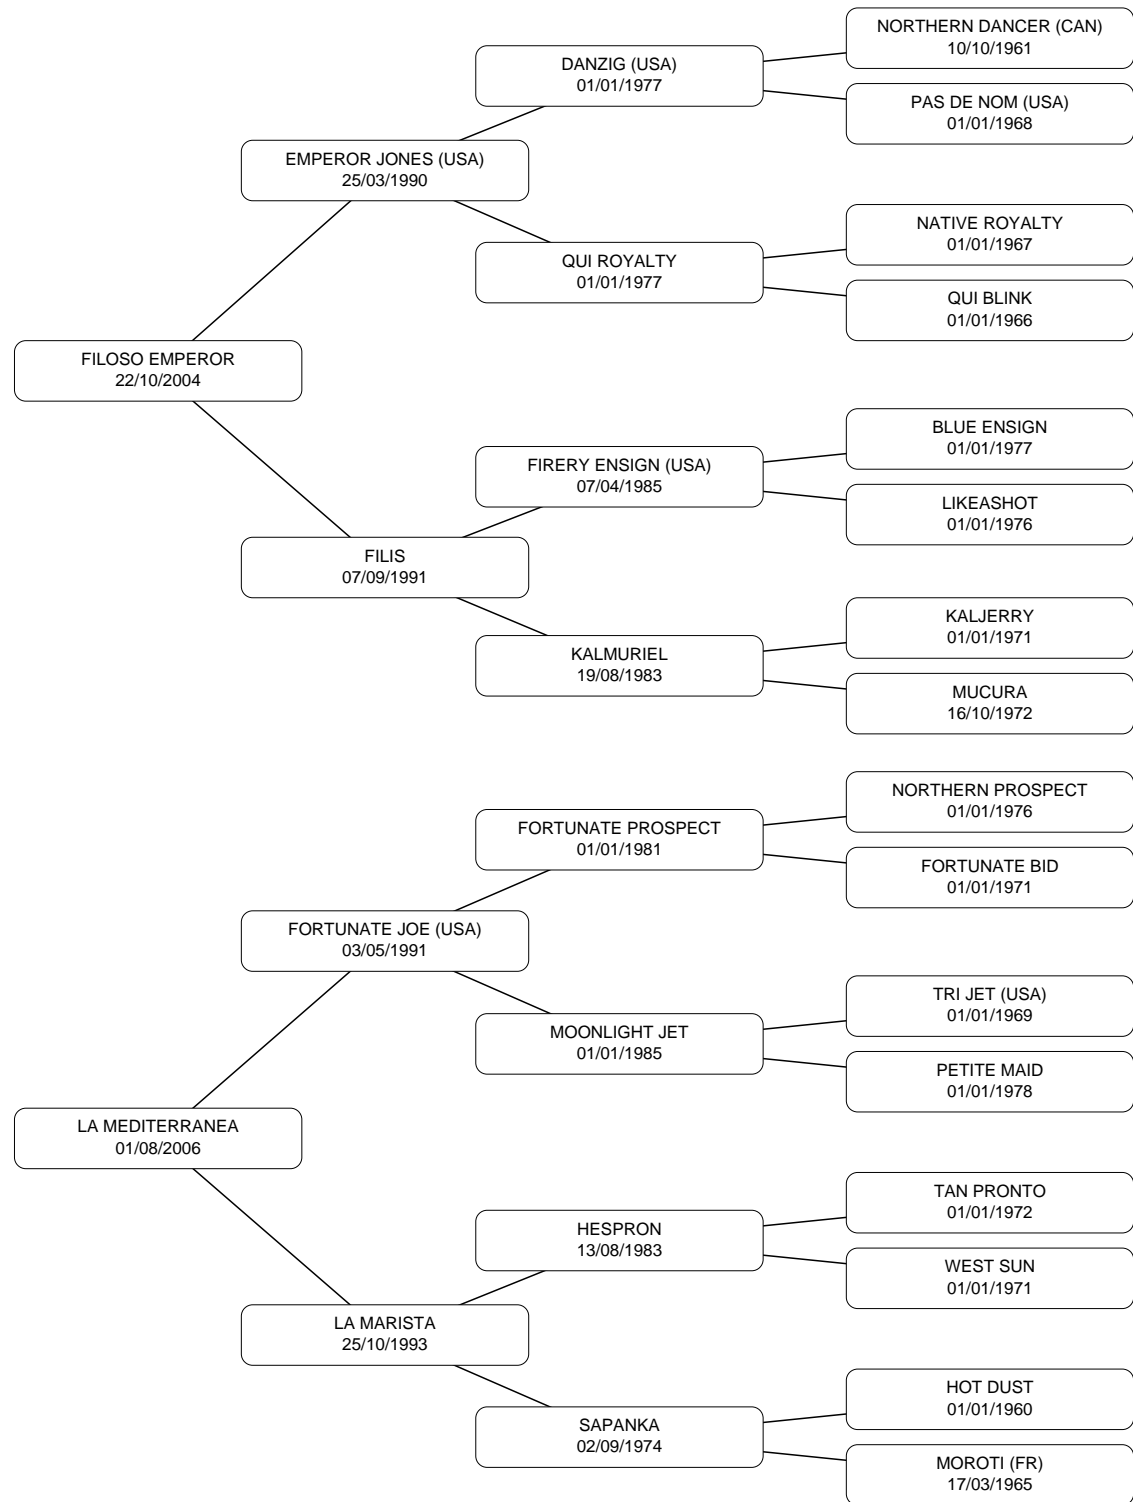 NORTHERN DANCER (CAN)
10/10/1961
DANZIG (USA)
01/01/1977
PAS DE NOM (USA)
01/01/1968
EMPEROR JONES (USA)
25/03/1990
NATIVE ROYALTY
01/01/1967
QUI ROYALTY
01/01/1977
QUI BLINK
01/01/1966
FILOSO EMPEROR
22/10/2004
BLUE ENSIGN
01/01/1977
FIRERY ENSIGN (USA)
07/04/1985
LIKEASHOT
01/01/1976
FILIS
07/09/1991
KALJERRY
01/01/1971
KALMURIEL
19/08/1983
MUCURA
16/10/1972
NORTHERN PROSPECT
01/01/1976
FORTUNATE PROSPECT
01/01/1981
FORTUNATE BID
01/01/1971
FORTUNATE JOE (USA)
03/05/1991
TRI JET (USA)
01/01/1969
MOONLIGHT JET
01/01/1985
PETITE MAID
01/01/1978
LA MEDITERRANEA
01/08/2006
TAN PRONTO
01/01/1972
HESPRON
13/08/1983
WEST SUN
01/01/1971
LA MARISTA
25/10/1993
HOT DUST
01/01/1960
SAPANKA
02/09/1974
MOROTI (FR)
17/03/1965